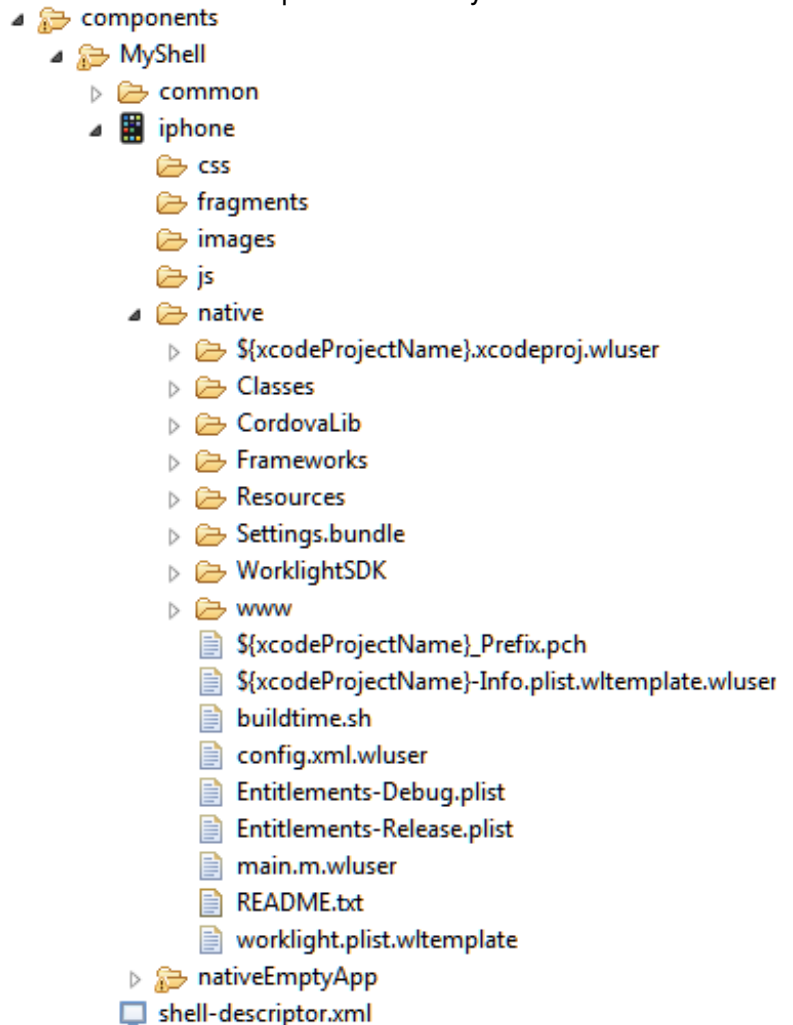 components
MyShell
common
iphone
css
fragments
images
js
native
${xcodeProjectName}.xcodeproj.wluser
Classes
CordovaLib
Frameworks
Resources
Settings.bundle
WorklightSDK
www
${xcodeProjectName}_Prefix.pch
${xcodeProjectName}-Info.plist.wltemplate.wluser
buildtime.sh
config.xml.wluser
Entitlements-Debug.plist
Entitlements-Release.plist
main.m.wluser
README.txt
worklight.plist.wltemplate
nativeEmptyApp
shell-descriptor.xml